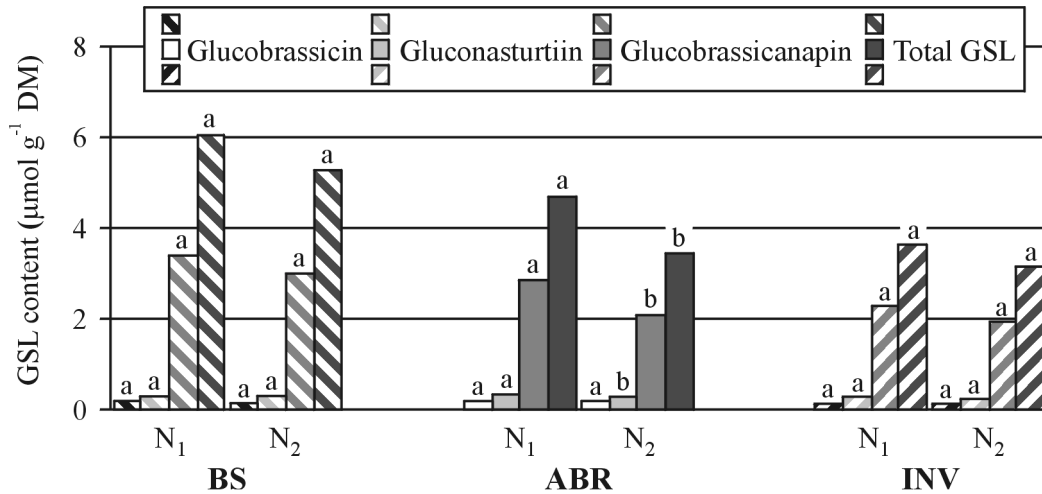 Glucobrassicin Gluconasturtiin Glucobrassicanapin Total GSL
GSL content (µmol g⁻¹ DM)
8
6
4
2
0
a a a a a a a a
a a a a a b b b
a a a a a a a a
N₁ N₂ N₁ N₂ N₁ N₂
BS ABR INV